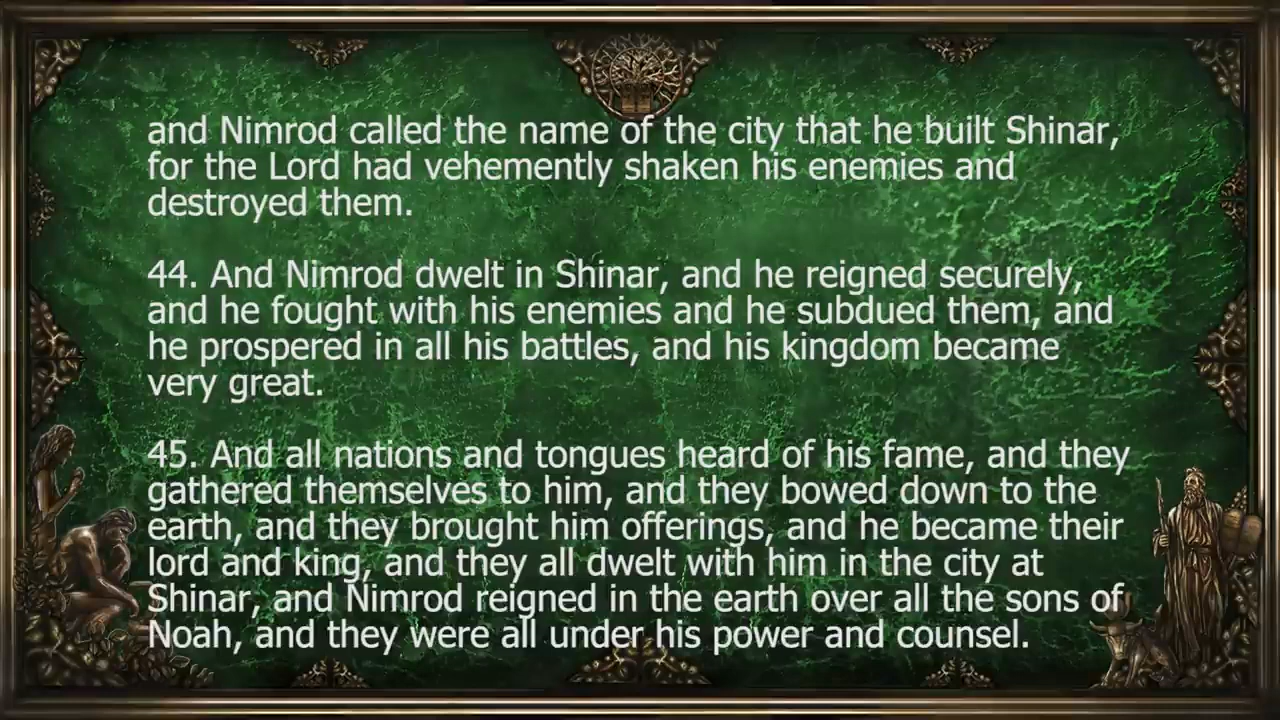 and Nimrod called the name of the city that he built Shinar,
for the Lord had vehemently shaken his enemies and
destroyed them.
44. And Nimrod dwelt in Shinar, and he reigned securely,
and he fought with his enemies and he subdued them, and
he prospered in all his battles, and his kingdom became
very great.
45. And all nations and tongues heard of his fame, and they
gathered themselves to him, and they bowed down to the
earth, and they brought him offerings, and he became their
lord and king, and they all dwelt with him in the city at
Shinar, and Nimrod reigned in the earth over all the sons of
Noah, and they were all under his power and counsel.